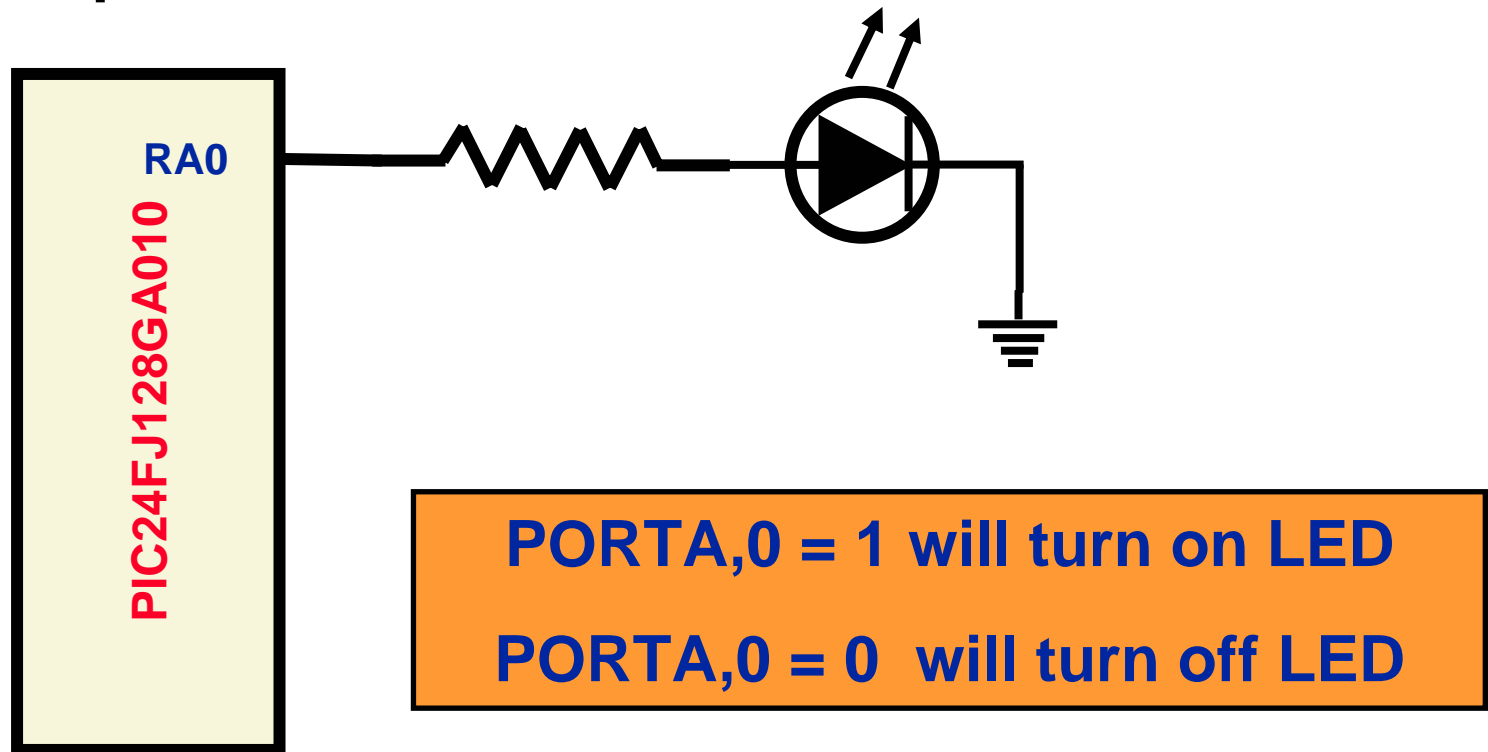 RA0
PIC24FJ128GA010
PORTA,0 = 1 will turn on LED
PORTA,0 = 0 will turn off LED